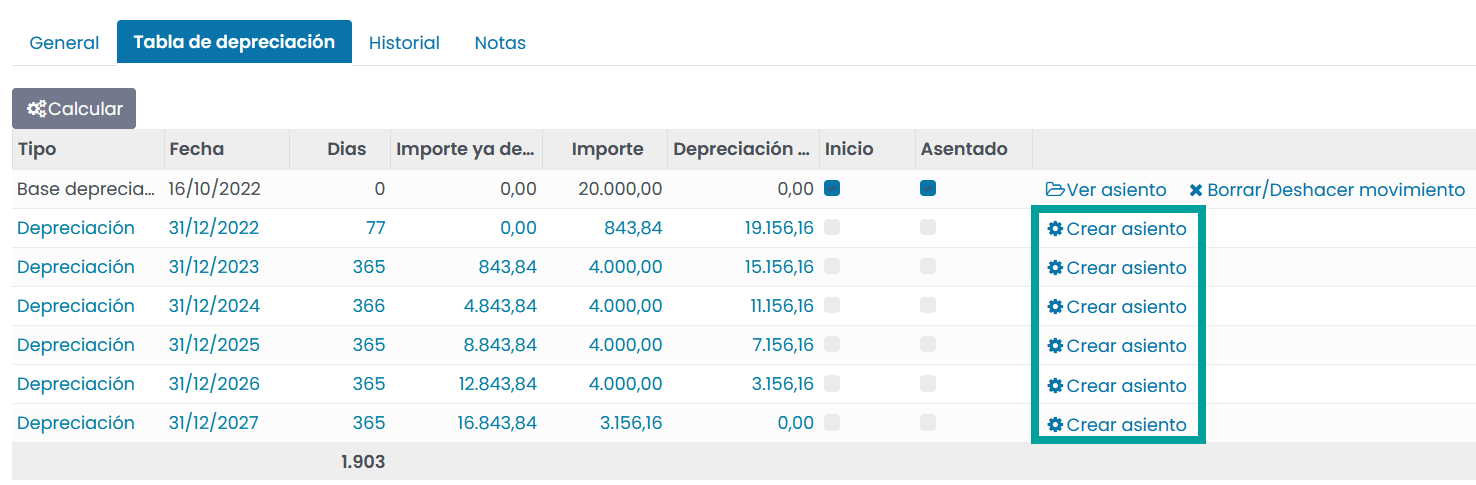 General Tabla de depreciación Historial Notas
Calcular
Tipo Fecha Dias Importe ya de... Importe Depreciación ... Inicio Asentado
Base deprecia... 16/10/2022 0 0,00 20.000,00 0,00 Ver asiento Borrar/Deshacer movimiento
Depreciación 31/12/2022 77 0,00 843,84 19.156,16 Crear asiento
Depreciación 31/12/2023 365 843,84 4.000,00 15.156,16 Crear asiento
Depreciación 31/12/2024 366 4.843,84 4.000,00 11.156,16 Crear asiento
Depreciación 31/12/2025 365 8.843,84 4.000,00 7.156,16 Crear asiento
Depreciación 31/12/2026 365 12.843,84 4.000,00 3.156,16 Crear asiento
Depreciación 31/12/2027 365 16.843,84 3.156,16 0,00 Crear asiento
1.903